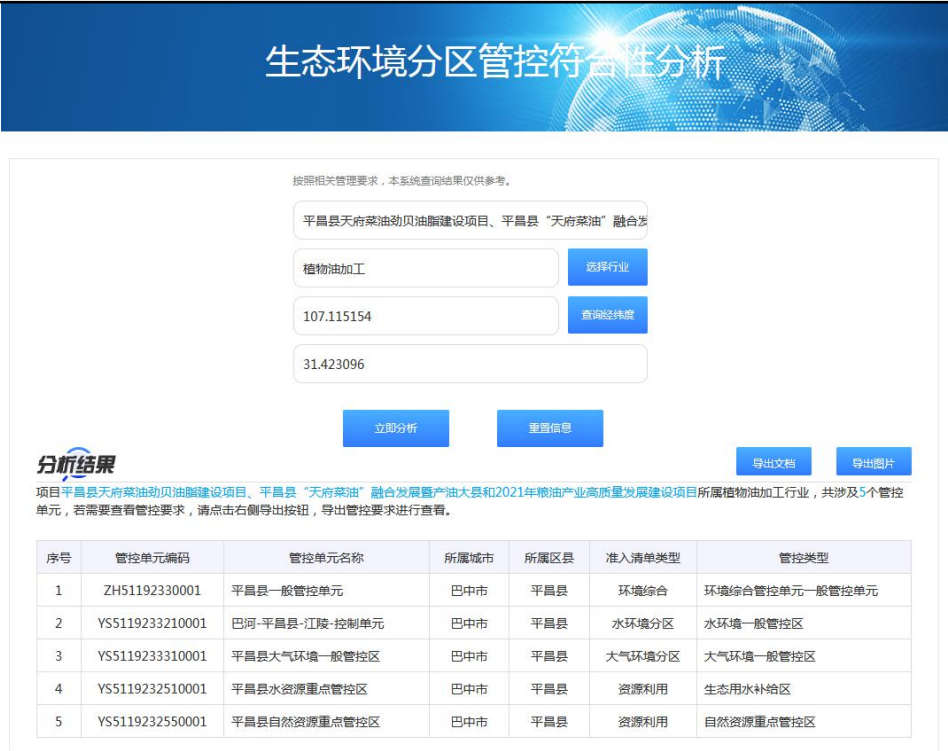 生态环境分区管控符合性分析
按照相关管理要求，本系统查询结果仅供参考。
平昌县天府菜油劲贝油脂建设项目、平昌县“天府菜油”融合发
植物油加工
选择行业
107.115154
查询经纬度
31.423096
立即分析
重置信息
分析结果
导出文档
导出图片
项目平昌县天府菜油劲贝油脂建设项目、平昌县“天府菜油”融合发展暨产油大县和2021年粮油产业高质量发展建设项目所属植物油加工行业，共涉及5个管控
单元，若需要查看管控要求，请点击右侧导出按钮，导出管控要求进行查看。
序号 管控单元编码 管控单元名称 所属城市 所属区县 准入清单类型 管控类型
1 ZH51192330001 平昌县一般管控单元 巴中市 平昌县 环境综合 环境综合管控单元一般管控单元
2 YS5119233210001 巴河-平昌县-江陵-控制单元 巴中市 平昌县 水环境分区 水环境一般管控区
3 YS5119233310001 平昌县大气环境一般管控区 巴中市 平昌县 大气环境分区 大气环境一般管控区
4 YS5119232510001 平昌县水资源重点管控区 巴中市 平昌县 资源利用 生态用水补给区
5 YS5119232550001 平昌县自然资源重点管控区 巴中市 平昌县 资源利用 自然资源重点管控区